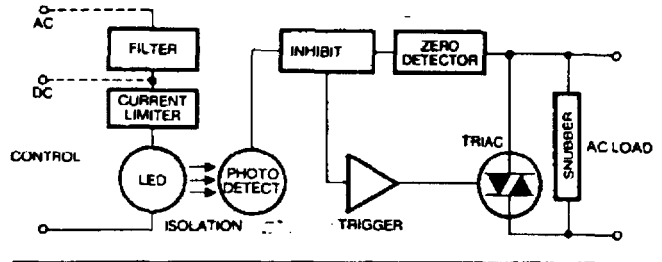 AC
FILTER
DC
CURRENT
LIMITER
CONTROL
LED
PHOTO
DETECT
ISOLATION
INHIBIT
ZERO
DETECTOR
TRIGGER
TRIAC
SNUBBER
AC LOAD